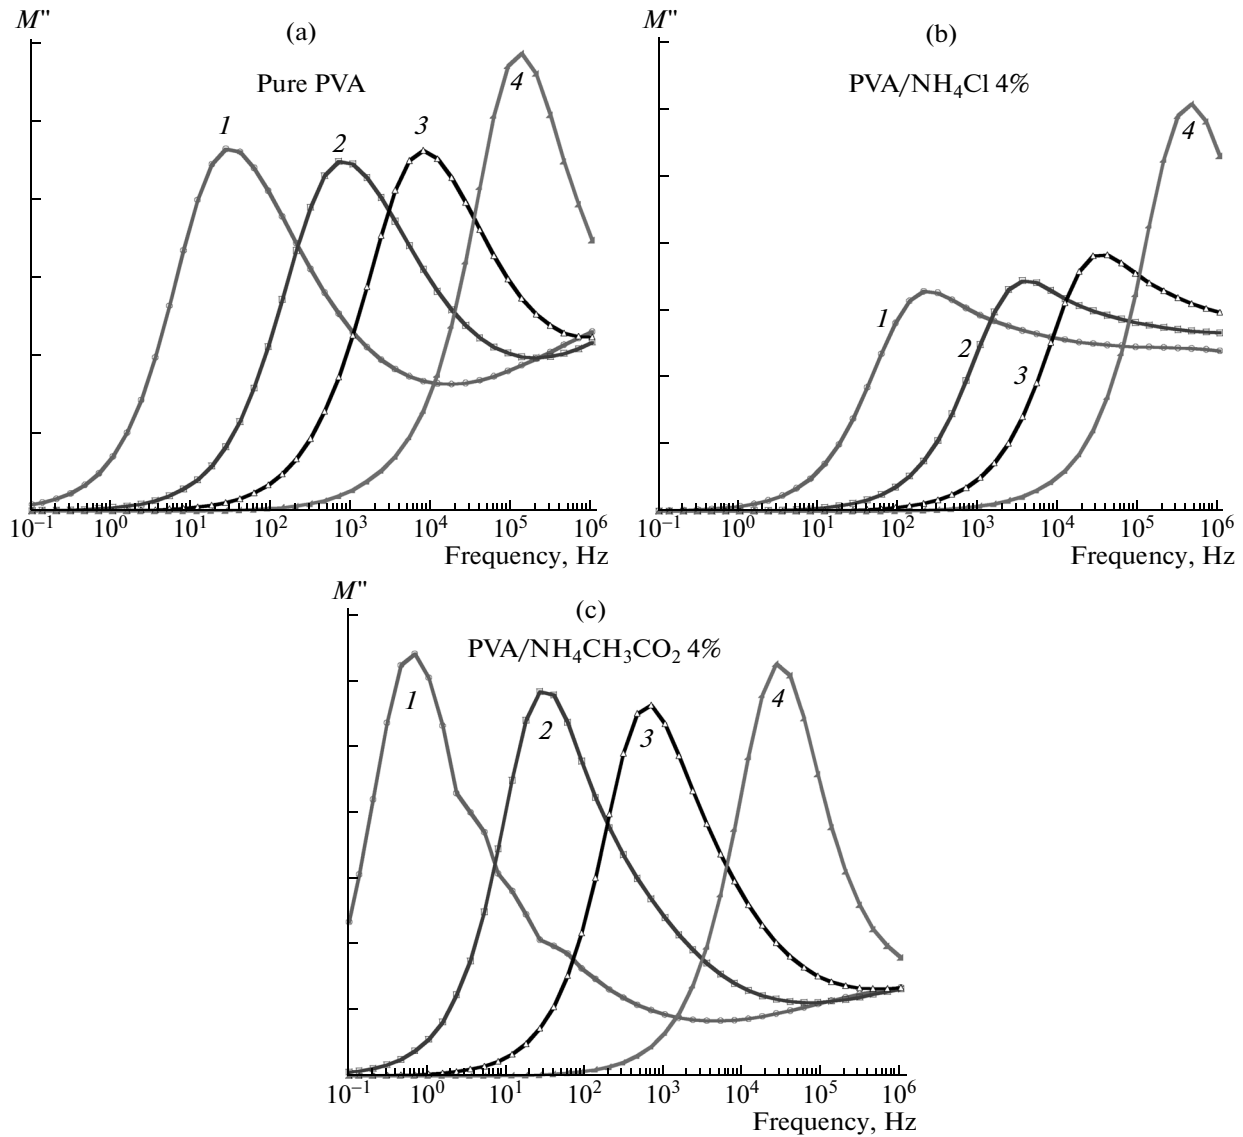 M"
(a)
Pure PVA
1
2
3
4
10⁻¹ 10⁰ 10¹ 10² 10³ 10⁴ 10⁵ 10⁶
Frequency, Hz
M"
(b)
PVA/NH₄Cl 4%
1
2
3
4
10⁻¹ 10⁰ 10¹ 10² 10³ 10⁴ 10⁵ 10⁶
Frequency, Hz
M"
(c)
PVA/NH₄CH₃CO₂ 4%
1
2
3
4
10⁻¹ 10⁰ 10¹ 10² 10³ 10⁴ 10⁵ 10⁶
Frequency, Hz